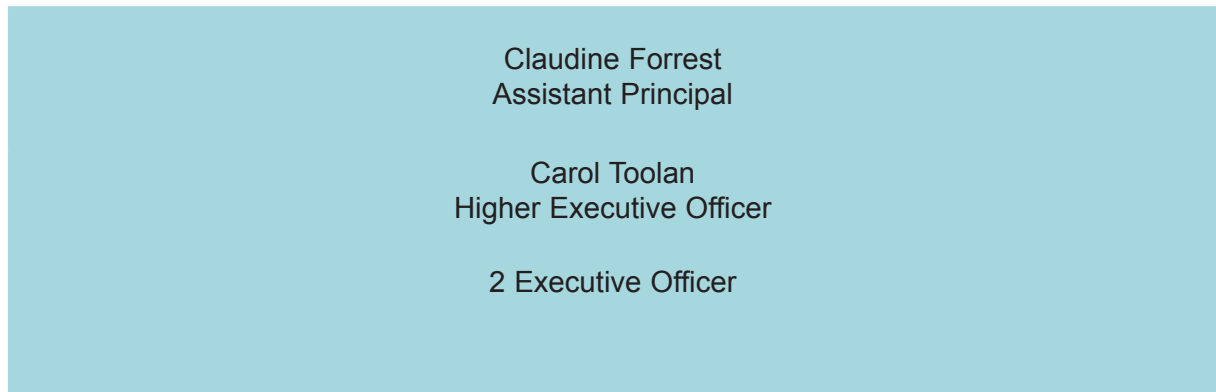 Claudine Forrest
Assistant Principal
Carol Toolan
Higher Executive Officer
2 Executive Officer